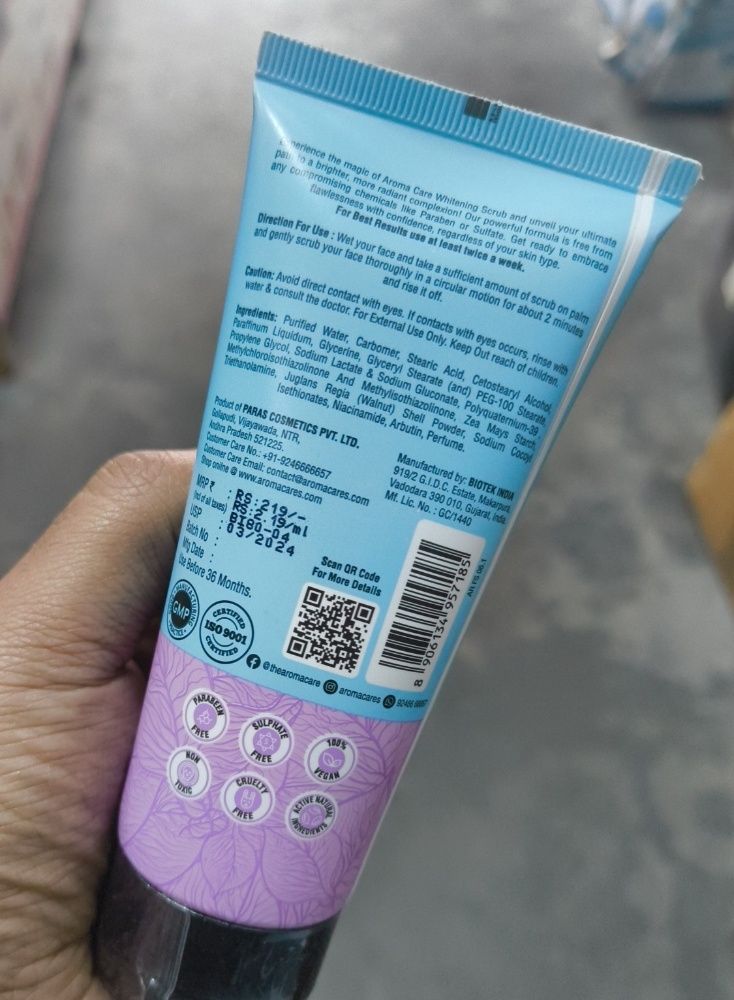 Experience the magic of Aroma Care Whitening Scrub and unveil your ultimate
path to a brighter, more radiant complexion! Our powerful formula is free from
any compromising chemicals like Paraben or Sulfate. Get ready to embrace
flawlessness with confidence, regardless of your skin type.
For Best Results use at least twice a week.
Direction For Use : Wet your face and take a sufficient amount of scrub on palm
and gently scrub your face thoroughly in a circular motion for about 2 minutes
and rise it off.
Caution: Avoid direct contact with eyes. If contacts with eyes occurs, rinse with
water & consult the doctor. For External Use Only. Keep Out reach of children.
Ingredients: Purified Water, Carbomer, Stearic Acid, Cetostearyl Alcohol,
Paraffinum Liquidum, Glycerine, Glyceryl Stearate (and) PEG-100 Stearate,
Propylene Glycol, Sodium Lactate & Sodium Gluconate, Polyquaternium-39,
Methylchloroisothiazolinone And Methylisothiazolinone, Zea Mays Starch,
Triethanolamine, Juglans Regia (Walnut) Shell Powder, Sodium Cocoyl
Isethionates, Niacinamide, Arbutin, Perfume.
Product of PARAS COSMETICS PVT. LTD.
Gollapudi, Vijayawada, NTR,
Andhra Pradesh 521225.
Customer Care No.: +91-9246666657
Customer Care Email: contact@aromacares.com
Shop online @ www.aromacares.com
Manufactured by: BIOTEK INDIA
919/2 G.I.D.C. Estate, Makarpura,
Vadodara 390 010, Gujarat, India.
Mf. Lic. No.: GC/1440
MRP ₹ : RS:219/-
(Incl of all taxes)
USP : RS:2.19/ml
Batch No : BI80-04
Mfg Date : 03/2024
Use Before 36 Months.
Scan QR Code
For More Details
8 906134 957185
AR FS 06.1
MANUFACTURING
GMP
PRACTICE
CERTIFIED
ISO 9001
CERTIFIED
@thearomacare aromacares
PARABEEN
FREE
SULPHATE
FREE
100%
VEGAN
NON
TOXIC
CRUELTY
FREE
ACTIVE NATURAL
INGREDIENTS